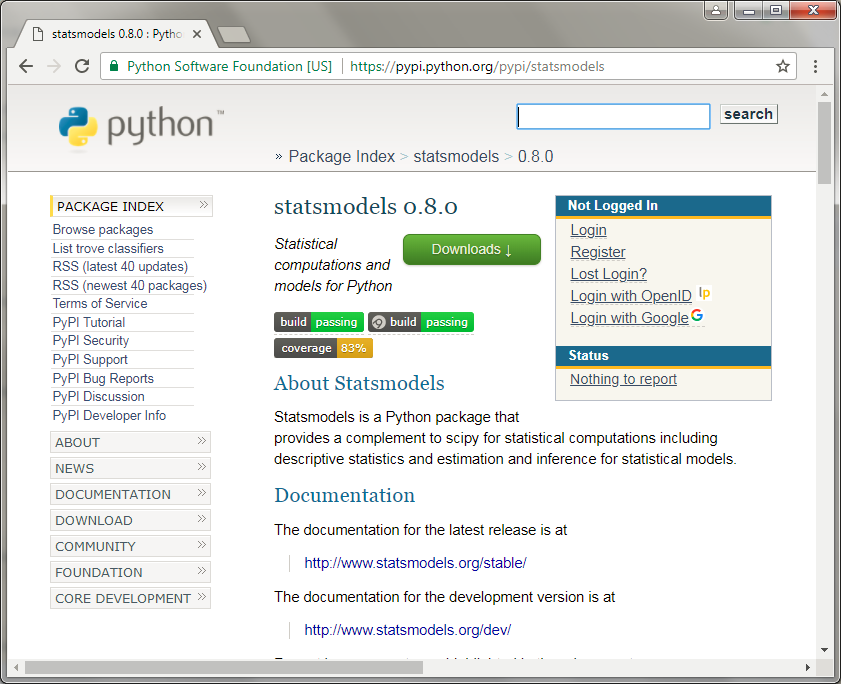 statsmodels 0.8.0 : Pytho
Python Software Foundation [US] https://pypi.python.org/pypi/statsmodels
python™
search
» Package Index > statsmodels > 0.8.0
PACKAGE INDEX »
Browse packages
List trove classifiers
RSS (latest 40 updates)
RSS (newest 40 packages)
Terms of Service
PyPI Tutorial
PyPI Security
PyPI Support
PyPI Bug Reports
PyPI Discussion
PyPI Developer Info
ABOUT »
NEWS »
DOCUMENTATION »
DOWNLOAD »
COMMUNITY »
FOUNDATION »
CORE DEVELOPMENT »
statsmodels 0.8.0
Statistical
computations and
models for Python
Downloads ↓
build passing build passing
coverage 83%
About Statsmodels
Statsmodels is a Python package that
provides a complement to scipy for statistical computations including
descriptive statistics and estimation and inference for statistical models.
Documentation
The documentation for the latest release is at
http://www.statsmodels.org/stable/
The documentation for the development version is at
http://www.statsmodels.org/dev/
Not Logged In
Login
Register
Lost Login?
Login with OpenID lp
Login with Google G
Status
Nothing to report